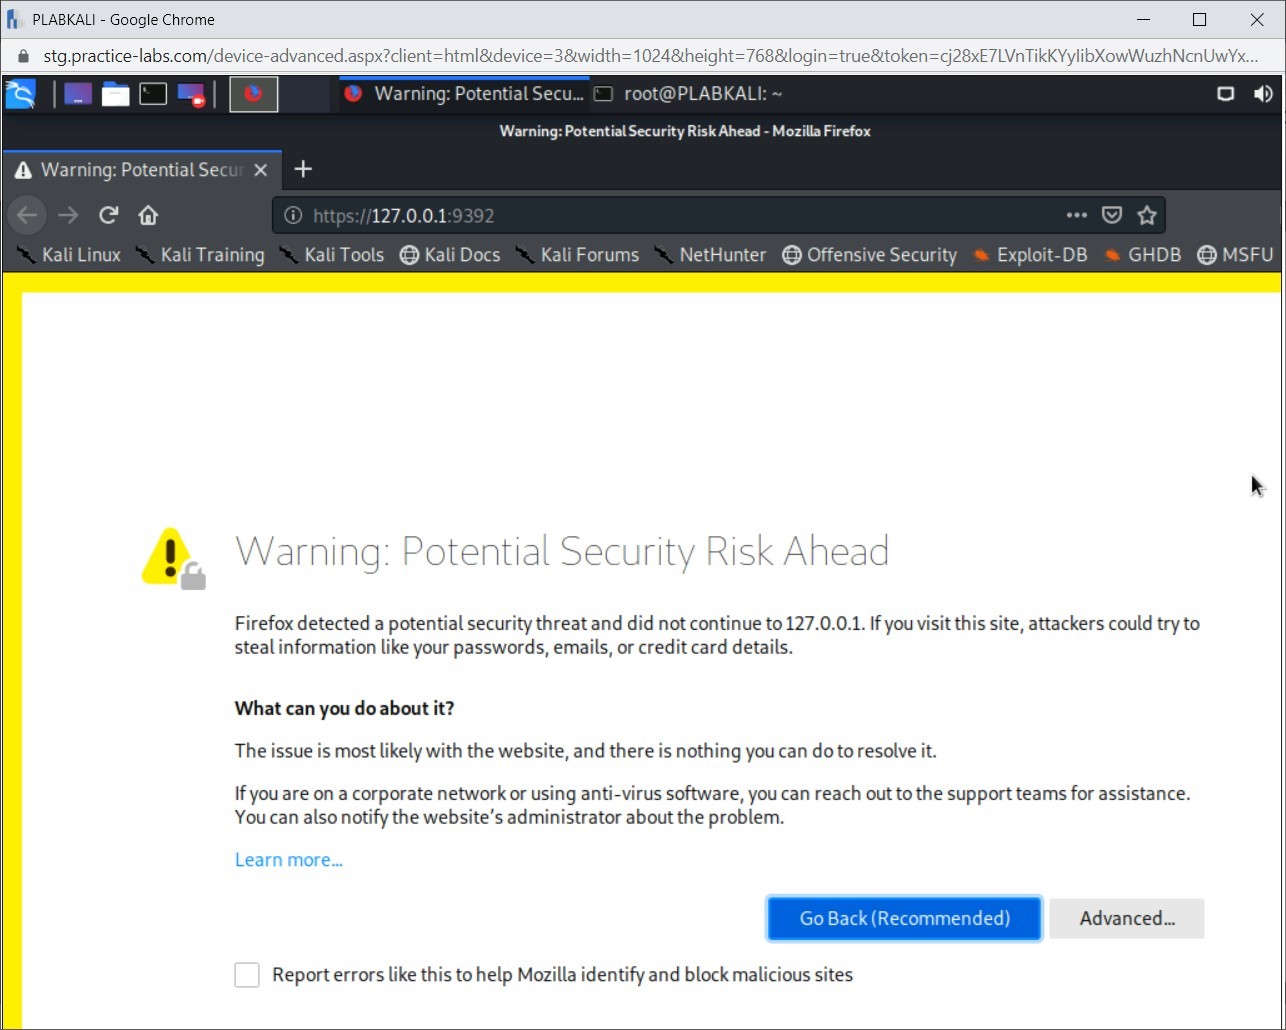 PLABKALI - Google Chrome
stg.practice-labs.com/device-advanced.aspx?client=html&device=3&width=1024&height=768&login=true&token=cj28xE7LVnTikKYyIibXowWuzhNcnUwYx...
Warning: Potential Secu... root@PLABKALI: ~
Warning: Potential Security Risk Ahead - Mozilla Firefox
Warning: Potential Secur
https://127.0.0.1:9392
Kali Linux Kali Training Kali Tools Kali Docs Kali Forums NetHunter Offensive Security Exploit-DB GHDB MSFU
Warning: Potential Security Risk Ahead
Firefox detected a potential security threat and did not continue to 127.0.0.1. If you visit this site, attackers could try to
steal information like your passwords, emails, or credit card details.
What can you do about it?
The issue is most likely with the website, and there is nothing you can do to resolve it.
If you are on a corporate network or using anti-virus software, you can reach out to the support teams for assistance.
You can also notify the website’s administrator about the problem.
Learn more...
Go Back (Recommended) Advanced...
Report errors like this to help Mozilla identify and block malicious sites